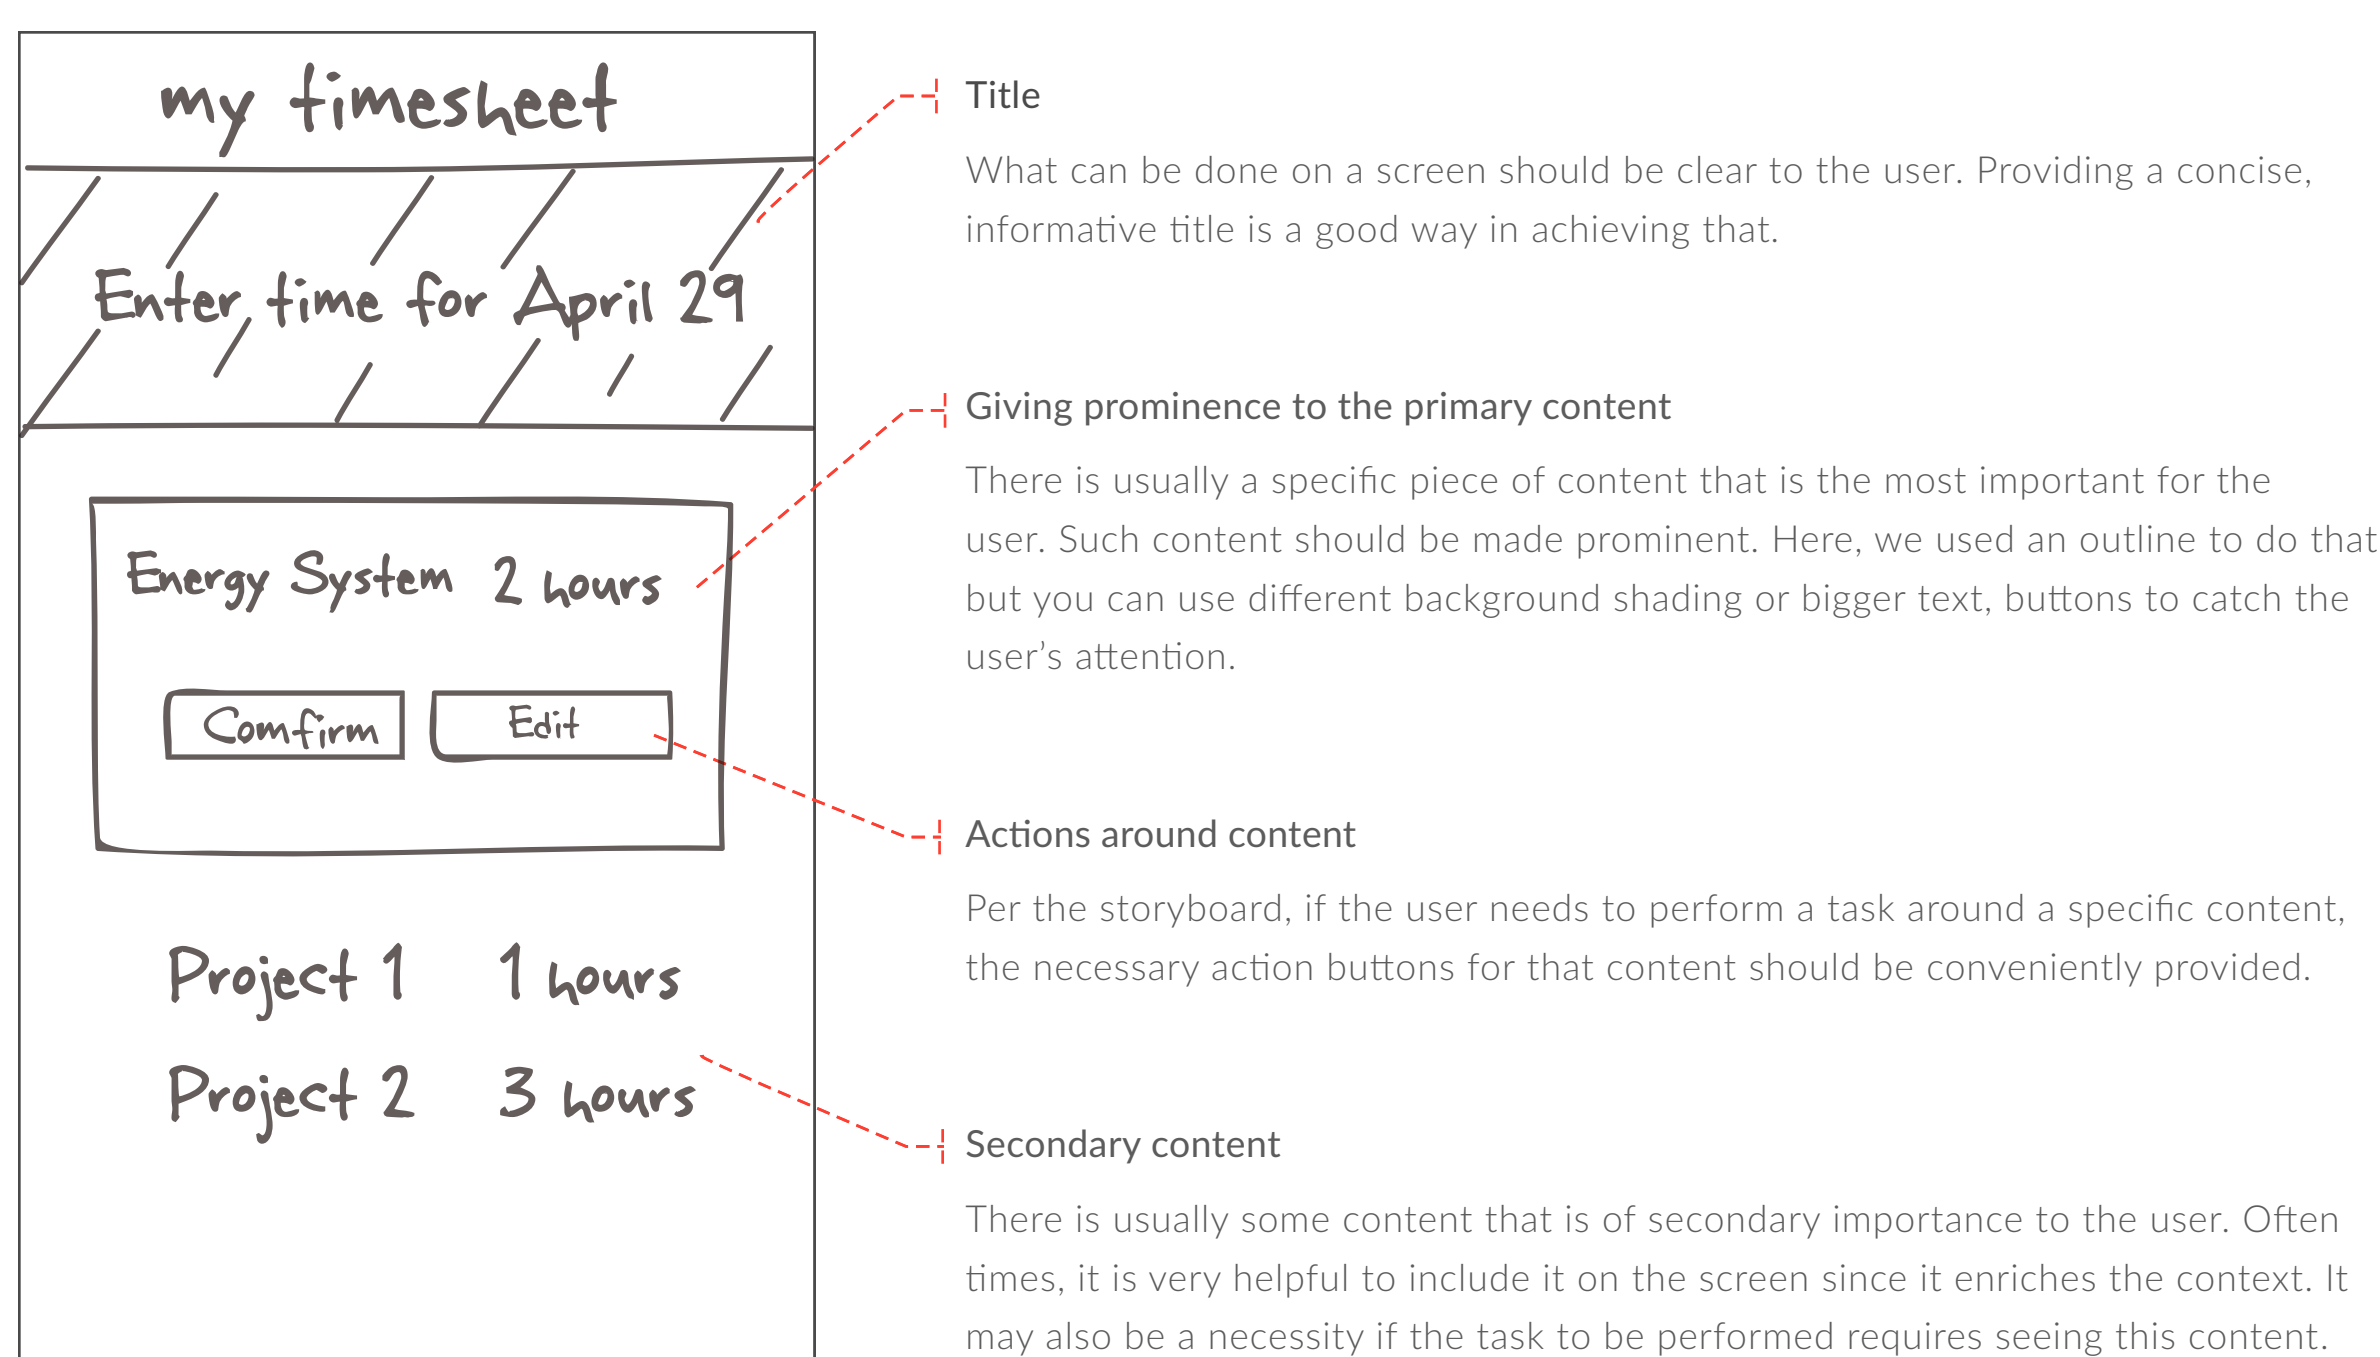 my timesheet
Enter time for April 29
Energy System 2 hours
Comfirm Edit
Project 1 1 hours
Project 2 3 hours
Title
What can be done on a screen should be clear to the user. Providing a concise,
informative title is a good way in achieving that.
Giving prominence to the primary content
There is usually a specific piece of content that is the most important for the
user. Such content should be made prominent. Here, we used an outline to do that
but you can use different background shading or bigger text, buttons to catch the
user’s attention.
Actions around content
Per the storyboard, if the user needs to perform a task around a specific content,
the necessary action buttons for that content should be conveniently provided.
Secondary content
There is usually some content that is of secondary importance to the user. Often
times, it is very helpful to include it on the screen since it enriches the context. It
may also be a necessity if the task to be performed requires seeing this content.